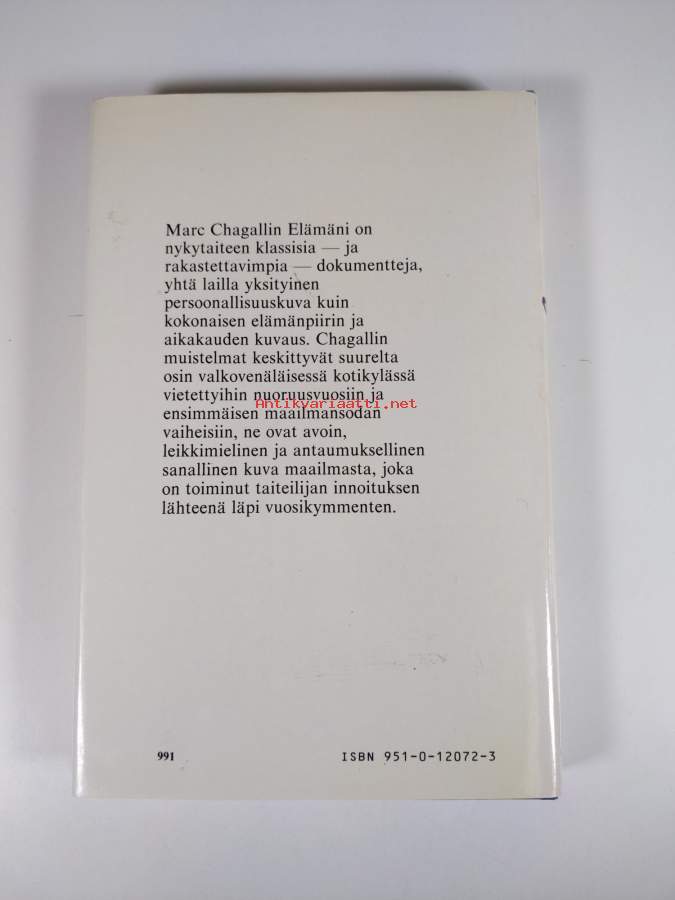 Marc Chagallin Elämäni on
nykytaiteen klassisia — ja
rakastettavimpia — dokumentteja,
yhtä lailla yksityinen
persoonallisuuskuva kuin
kokonaisen elämänpiirin ja
aikakauden kuvaus. Chagallin
muistelmat keskittyvät suurelta
osin valkovenäläisessä kotikylässä
vietettyihin nuoruusvuosiin ja
Antikvariaatti.net
ensimmäisen maailmansodan
vaiheisiin, ne ovat avoin,
leikkimielinen ja antaumuksellinen
sanallinen kuva maailmasta, joka
on toiminut taiteilijan innoituksen
lähteenä läpi vuosikymmenten.
991
ISBN 951-0-12072-3